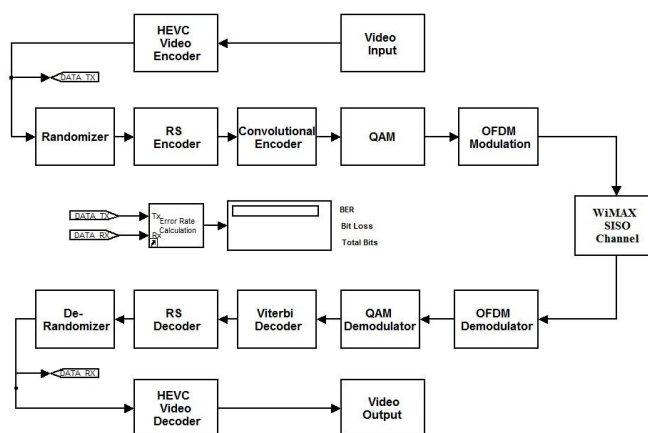 HEVC
Video
Encoder
Video
Input
DATA_TX
Randomizer
RS
Encoder
Convolutional
Encoder
QAM
OFDM
Modulation
DATA_TX
DATA_RX
Tx
Rx
Error Rate
Calculation
BER
Bit Loss
Total Bits
WiMAX
SISO
Channel
De-
Randomizer
RS
Decoder
Viterbi
Decoder
QAM
Demodulator
OFDM
Demodulator
DATA_RX
HEVC
Video
Decoder
Video
Output